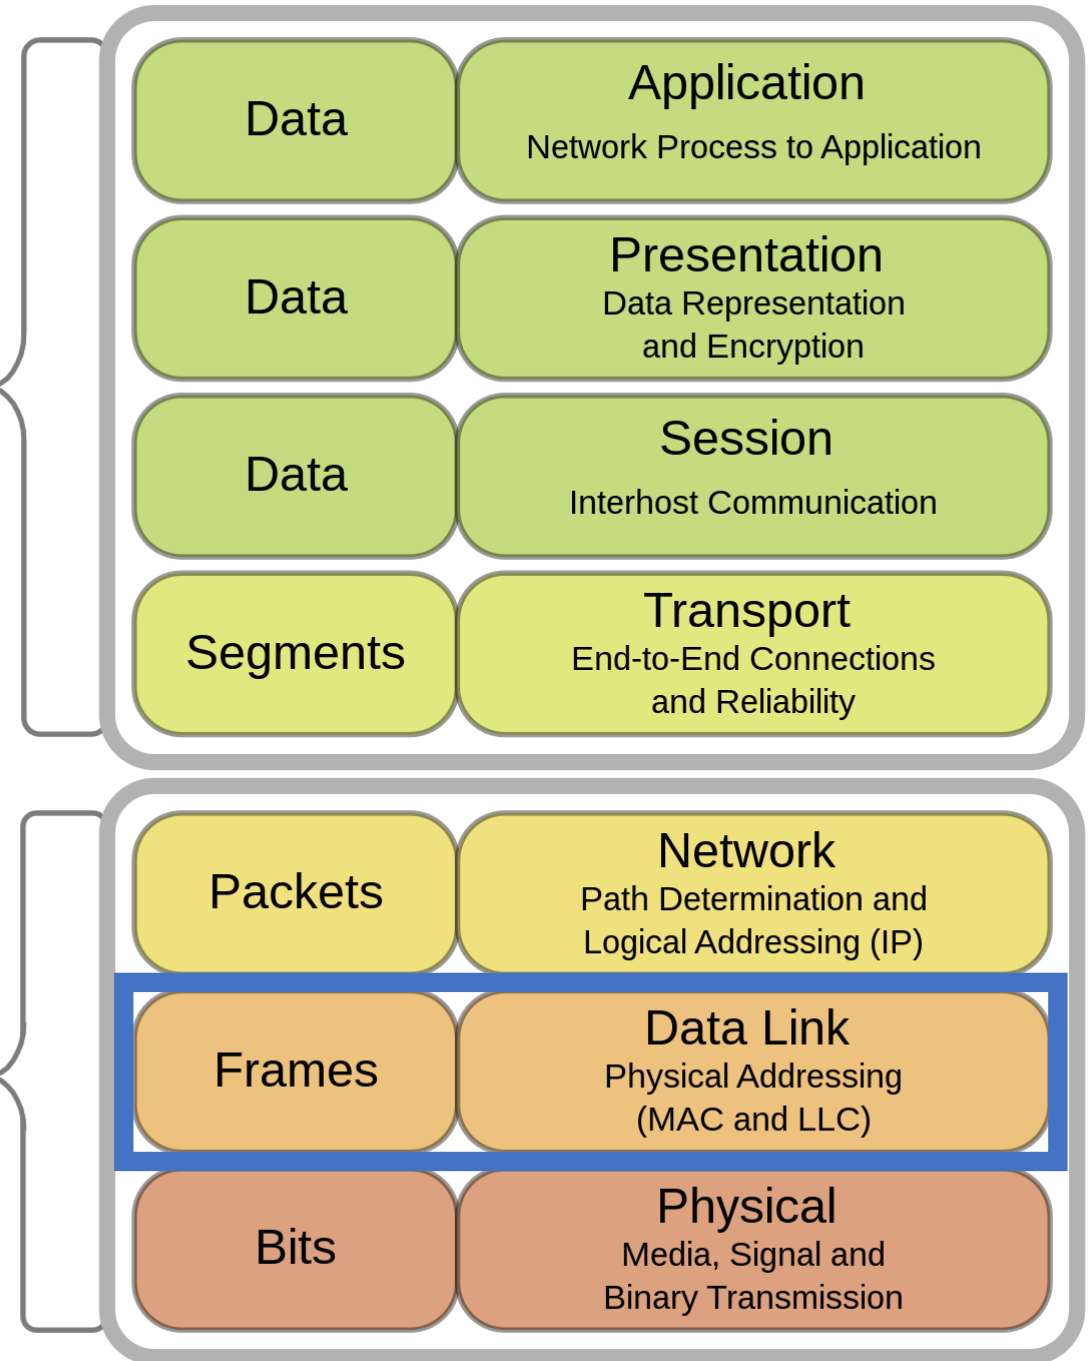 Data
Application
Network Process to Application
Data
Presentation
Data Representation
and Encryption
Data
Session
Interhost Communication
Segments
Transport
End-to-End Connections
and Reliability
Packets
Network
Path Determination and
Logical Addressing (IP)
Frames
Data Link
Physical Addressing
(MAC and LLC)
Bits
Physical
Media, Signal and
Binary Transmission